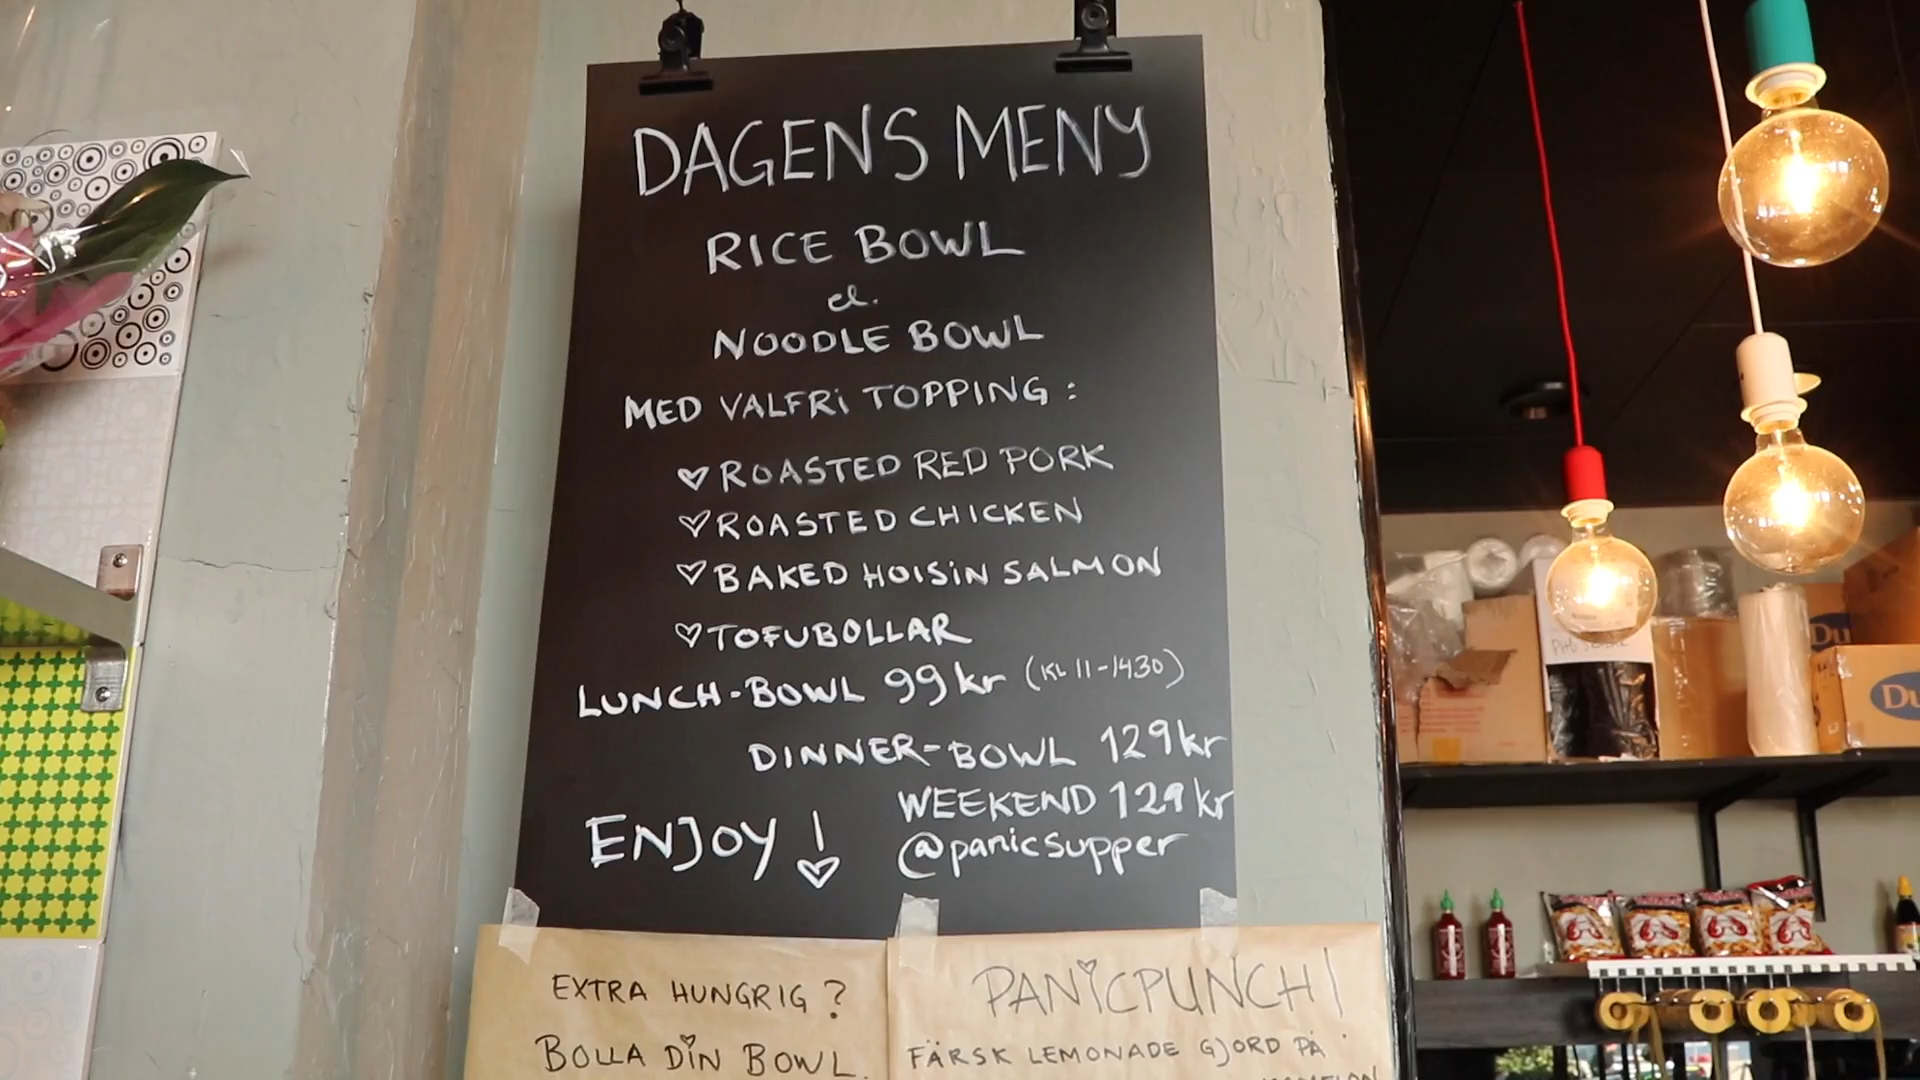 DAGENS MENY
RICE BOWL
el.
NOODLE BOWL
MED VALFRI TOPPING:
ROASTED RED PORK
ROASTED CHICKEN
BAKED HOISIN SALMON
TOFUBOLLAR
LUNCH-BOWL 99kr (KL 11-1430)
DINNER-BOWL 129kr
WEEKEND 129kr
ENJOY!
@panicsupper
EXTRA HUNGRIG?
BOLLA DIN BOWL.
PANICPUNCH!
FÄRSK LEMONADE GJORD PÅ
Du
Du